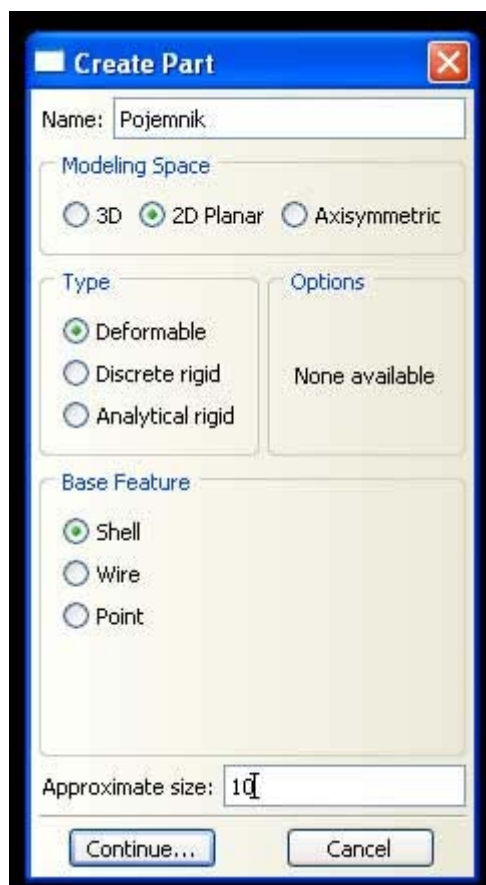 Create Part
Name: Pojemnik
Modeling Space
3D 2D Planar Axisymmetric
Type
Deformable
Discrete rigid
Analytical rigid
Options
None available
Base Feature
Shell
Wire
Point
Approximate size: 10
Continue... Cancel